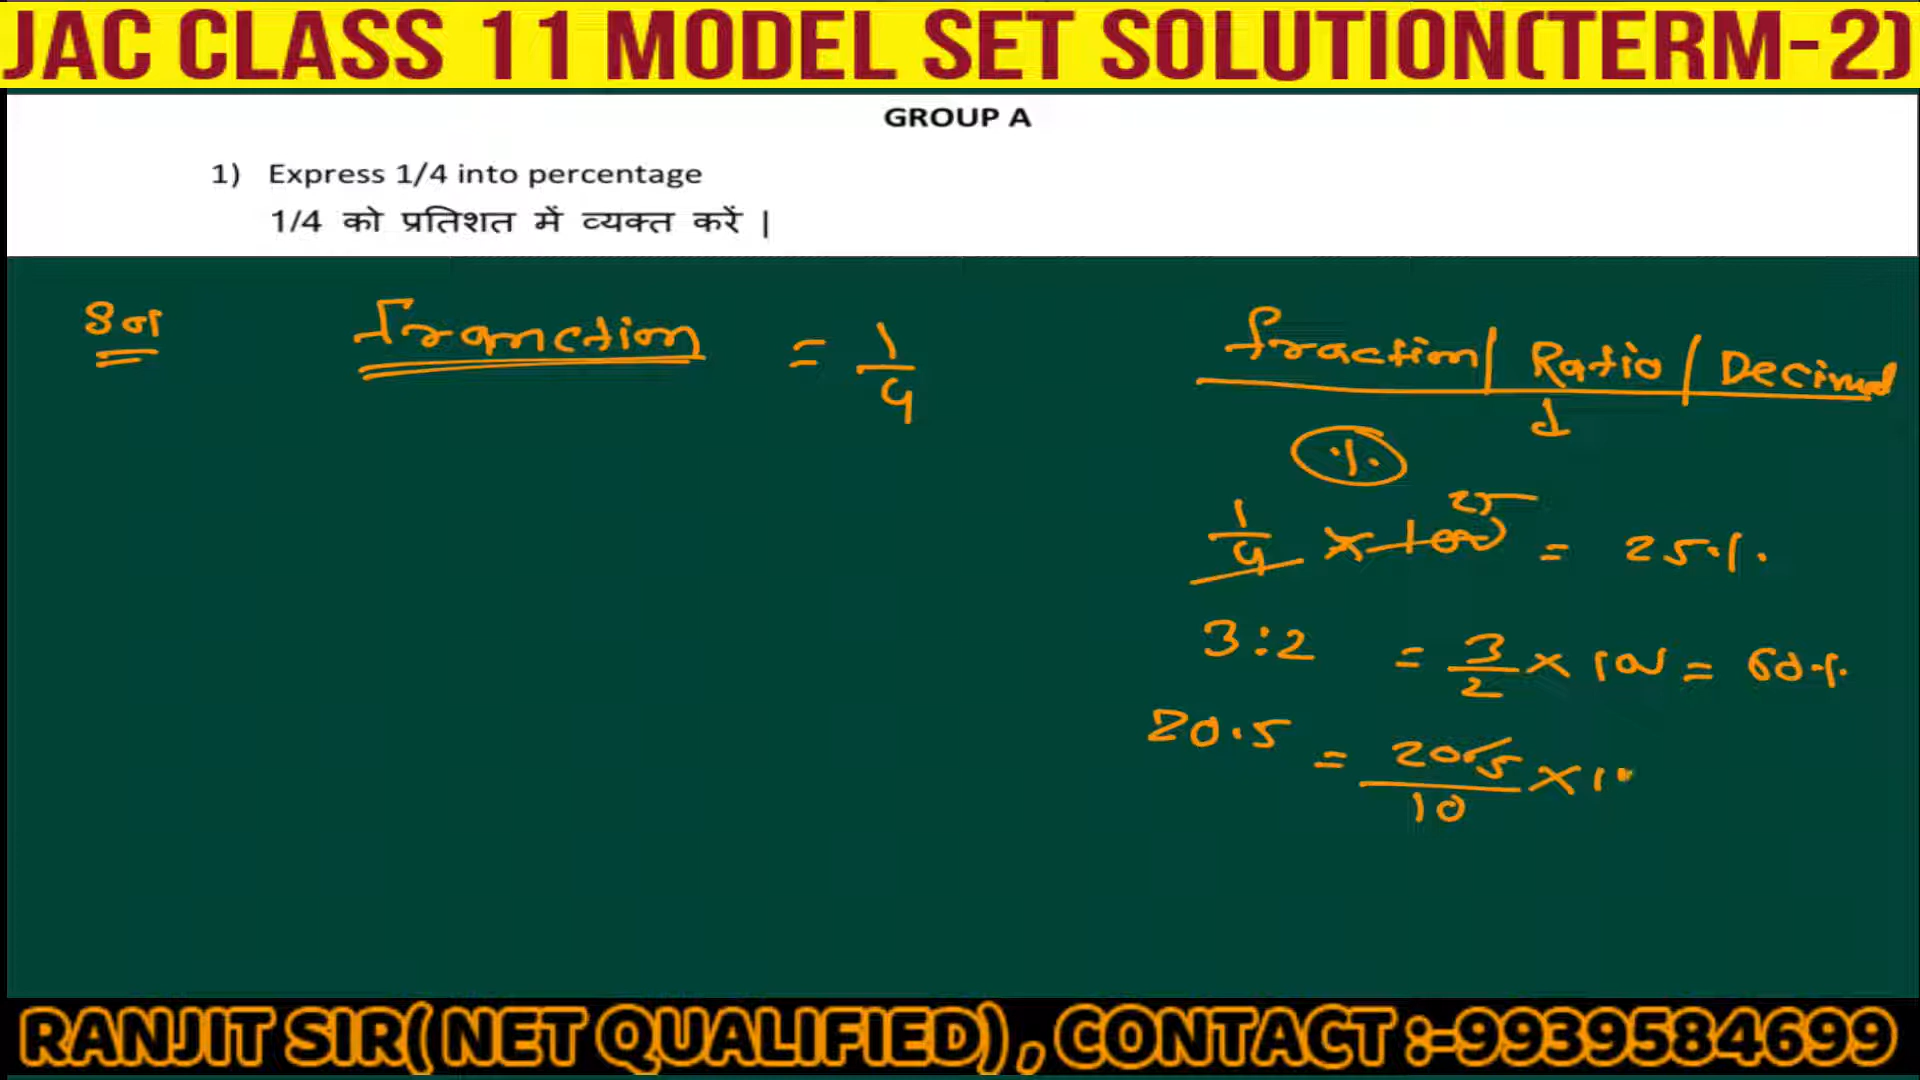 JAC CLASS 11 MODEL SET SOLUTION(TERM-2)
GROUP A
1) Express 1/4 into percentage
1/4 को प्रतिशत में व्यक्त करें |
Sol
Franction = 1/4
fraction/ Ratio / Decimal
%
1/4 × 100 25 = 25%
3:2 = 3/2 × 100 = 60%
20.5 = 205/10 × 1
RANJIT SIR( NET QUALIFIED) , CONTACT :-9939584699